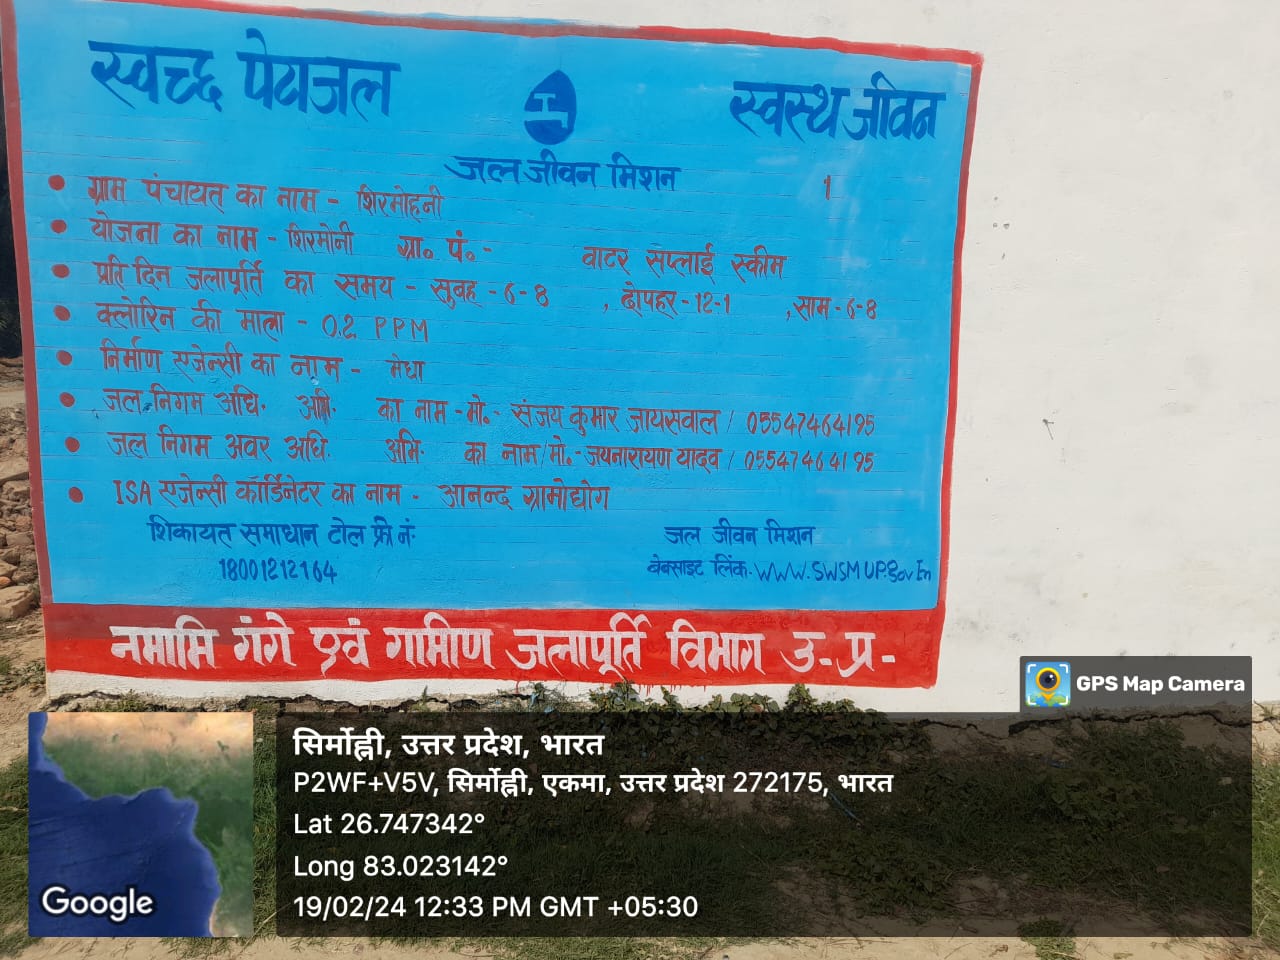 स्वच्छ पेयजल
स्वस्थ जीवन
जल जीवन मिशन
1
• ग्राम पंचायत का नाम - शिरमोहनी
• योजना का नाम - शिरमोनी ग्रा० पं०- वाटर सप्लाई स्कीम
• प्रति दिन जलापूर्ति का समय - सुबह - 6-8 , दोपहर - 12-1 , साम - 6-8
• क्लोरिन की मात्रा - 0.2 PPM
• निर्माण एजेन्सी का नाम - मेघा
• जल निगम अधि. अभि. का नाम - मो.- संजय कुमार जायसवाल / 05547464195
• जल निगम अवर अधि. अभि. का नाम/मो.- जयनारायण यादव / 05547464195
• ISA एजेन्सी कॉर्डिनेटर का नाम - आनन्द ग्रामोद्योग
शिकायत समाधान टोल फ्री नं.
18001212164
जल जीवन मिशन
वेबसाइट लिंक. WWW.SWSM UP.gov En
नमामि गंगे एवं गामीण जलापूर्ति विभाग उ-प्र-
GPS Map Camera
सिर्मोह्नी, उत्तर प्रदेश, भारत
P2WF+V5V, सिर्मोह्नी, एकमा, उत्तर प्रदेश 272175, भारत
Lat 26.747342°
Long 83.023142°
19/02/24 12:33 PM GMT +05:30
Google